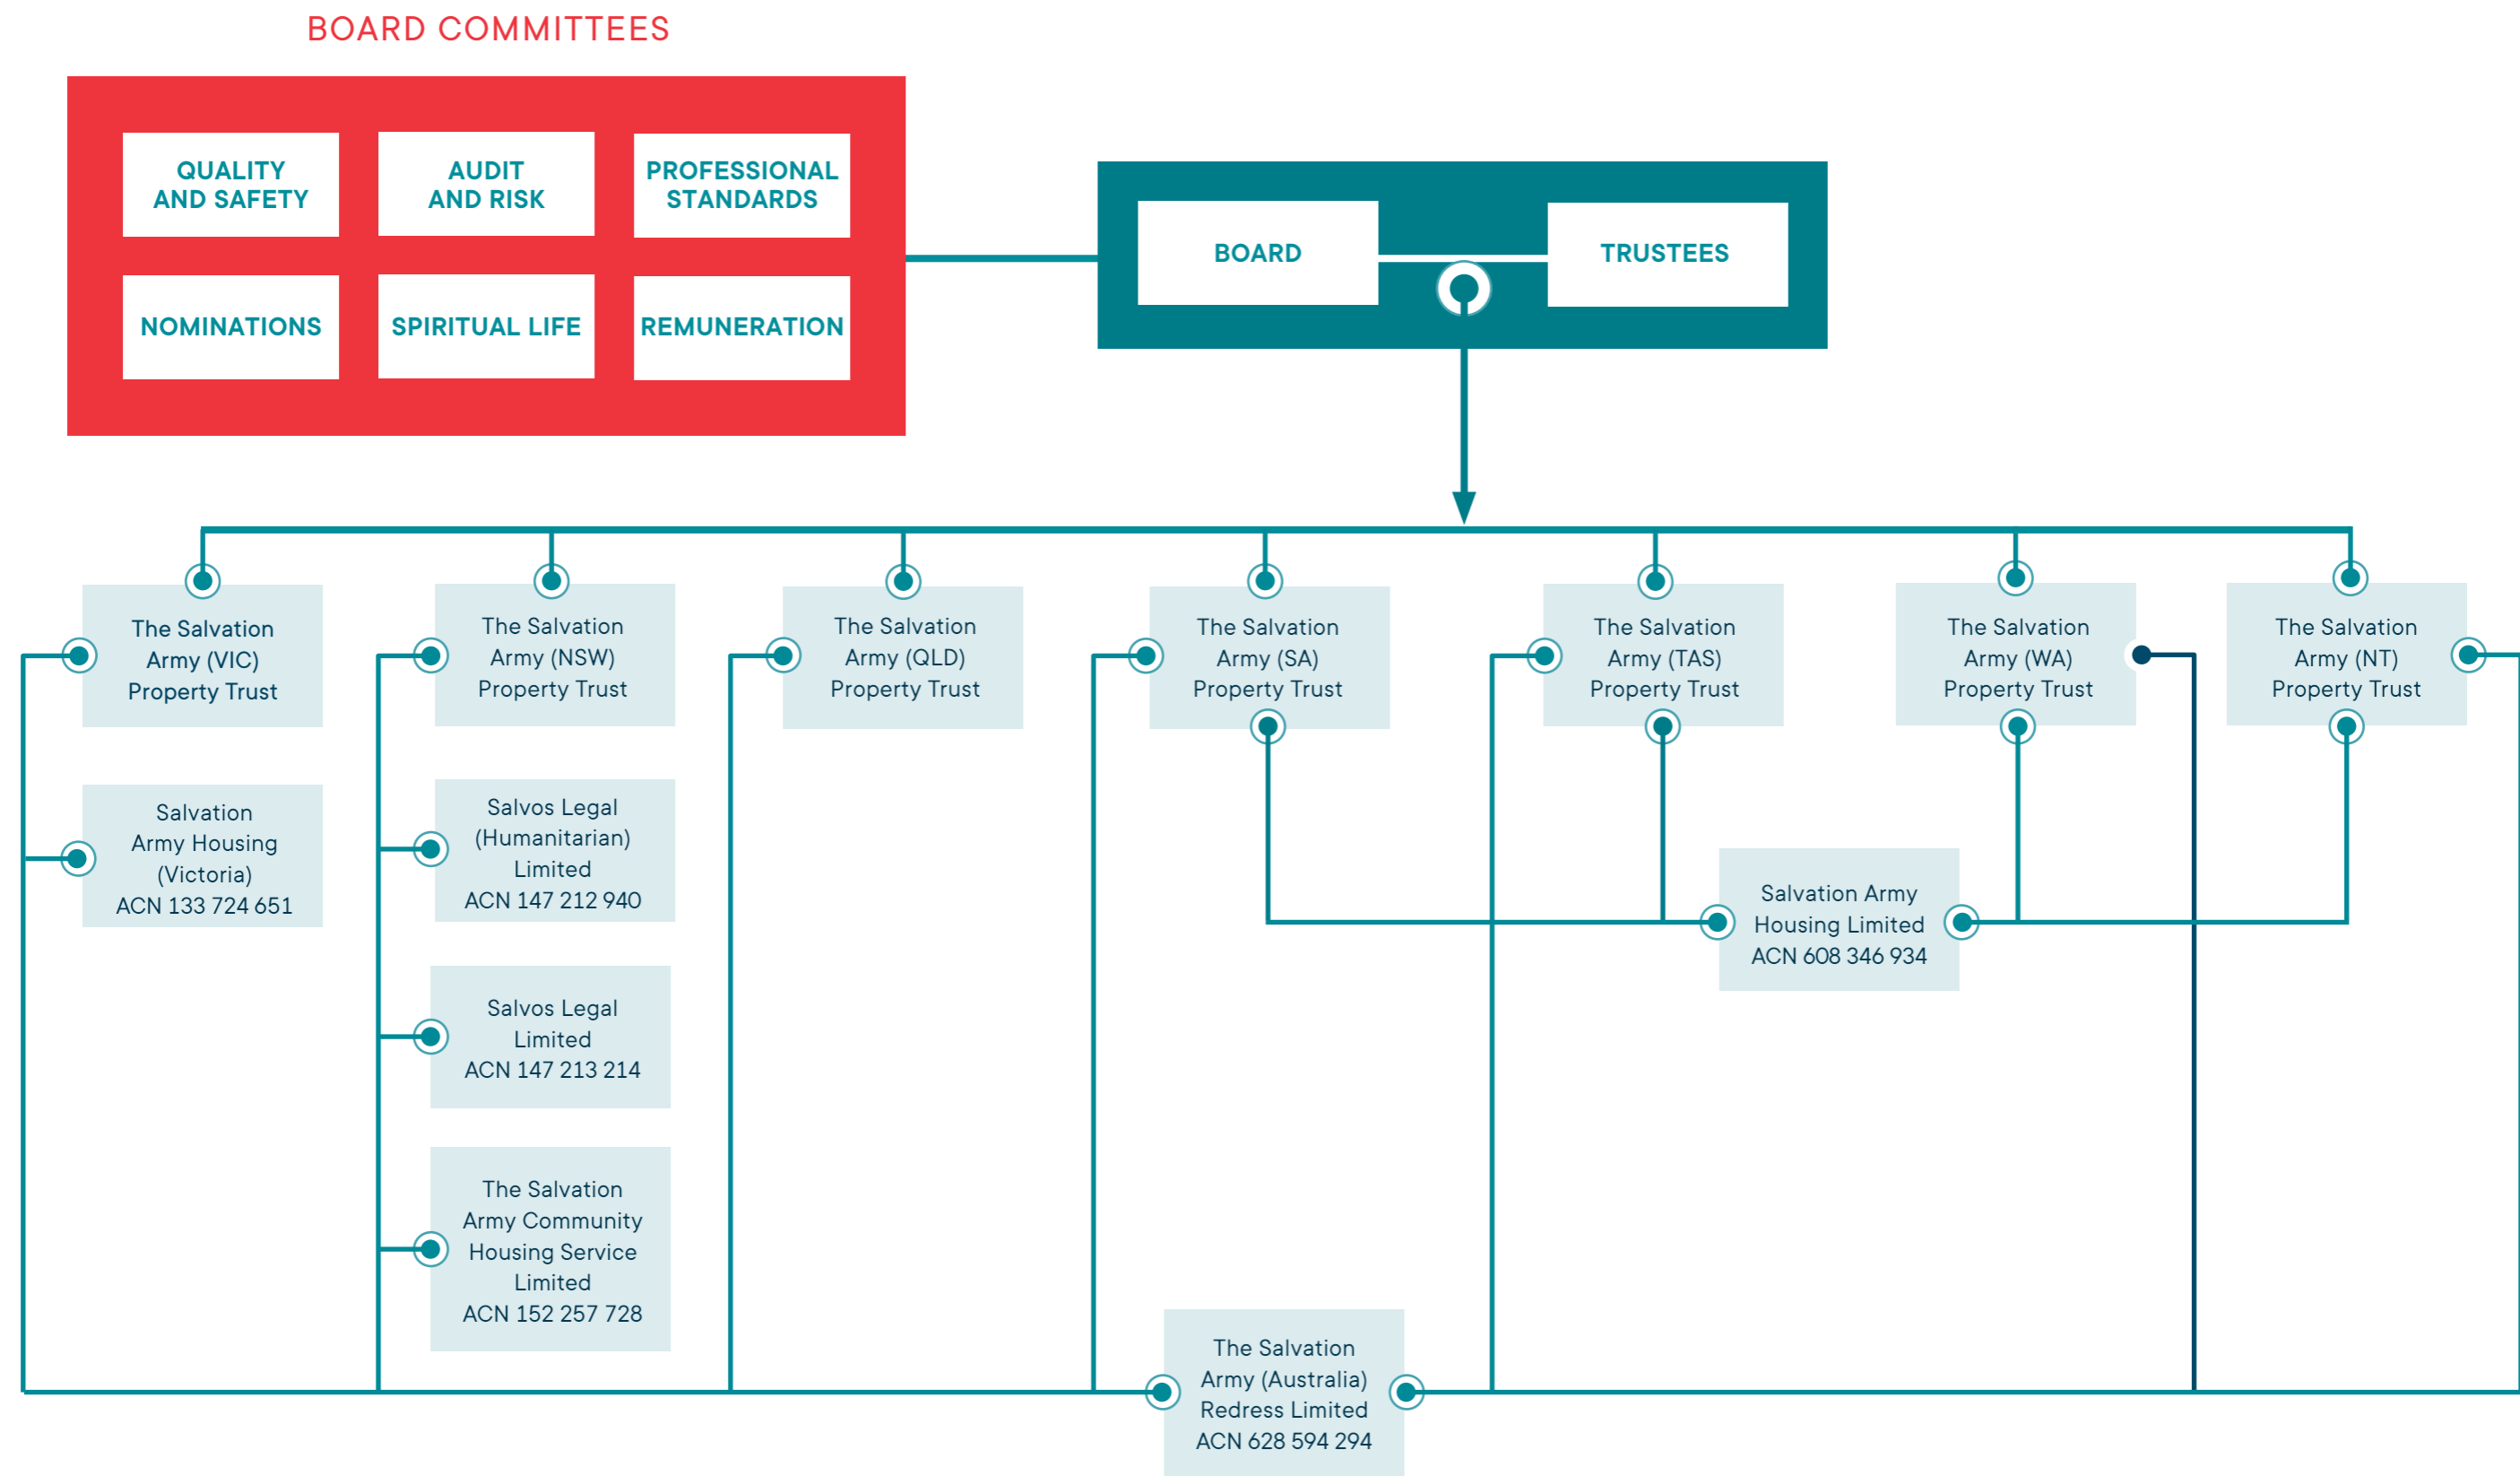 BOARD COMMITTEES
QUALITY
AND SAFETY
AUDIT
AND RISK
PROFESSIONAL
STANDARDS
NOMINATIONS
SPIRITUAL LIFE
REMUNERATION
BOARD
TRUSTEES
The Salvation
Army (VIC)
Property Trust
The Salvation
Army (NSW)
Property Trust
The Salvation
Army (QLD)
Property Trust
The Salvation
Army (SA)
Property Trust
The Salvation
Army (TAS)
Property Trust
The Salvation
Army (WA)
Property Trust
The Salvation
Army (NT)
Property Trust
Salvation
Army Housing
(Victoria)
ACN 133 724 651
Salvos Legal
(Humanitarian)
Limited
ACN 147 212 940
Salvation Army
Housing Limited
ACN 608 346 934
Salvos Legal
Limited
ACN 147 213 214
The Salvation
Army Community
Housing Service
Limited
ACN 152 257 728
The Salvation
Army (Australia)
Redress Limited
ACN 628 594 294